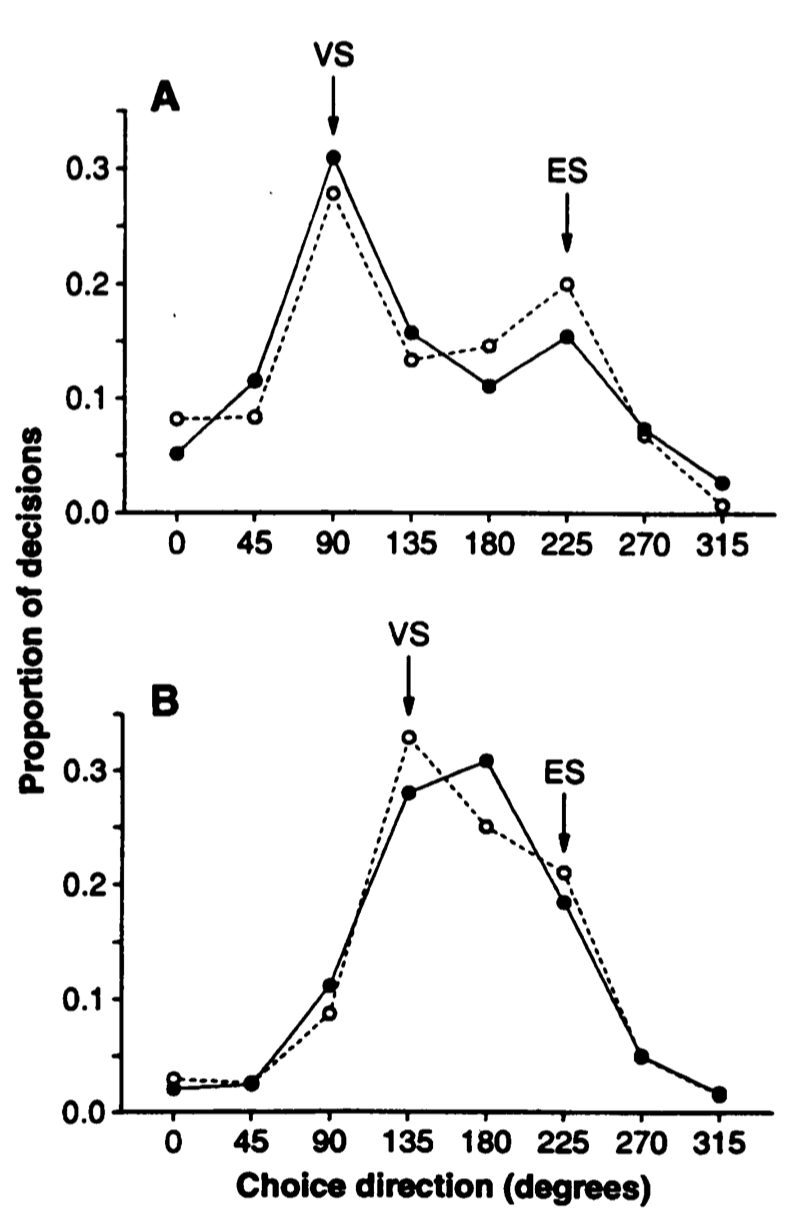 VS
A
ES
0.3
0.2
0.1
0.0
0 45 90 135 180 225 270 315
Proportion of decisions
VS
B
ES
0.3
0.2
0.1
0.0
0 45 90 135 180 225 270 315
Choice direction (degrees)